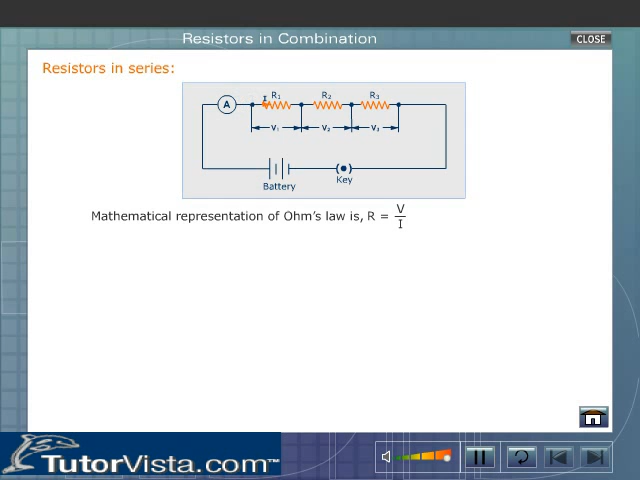 Resistors in Combination
CLOSE
Resistors in series:
I R₁ R₂ R₃
A
V₁ V₂ V₃
Battery
Key
Mathematical representation of Ohm's law is, R = V/I
TutorVista.com™